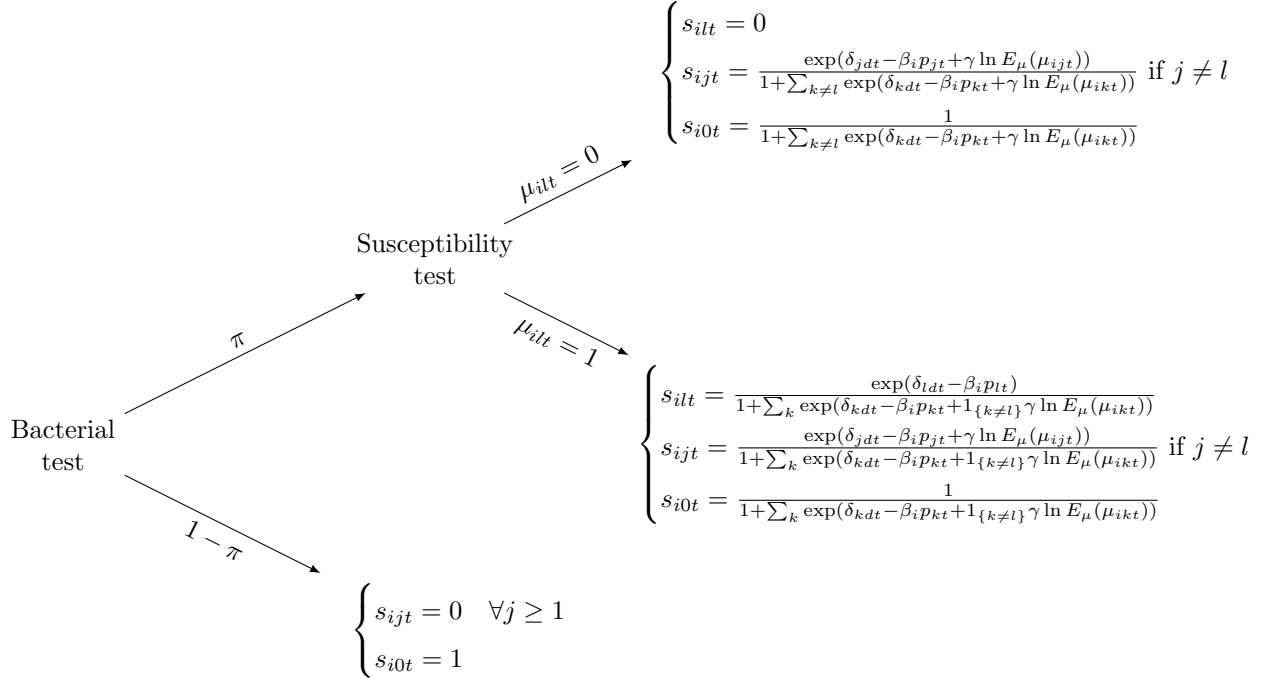 s_{ilt} = 0
s_{ijt} = \frac{\exp(\delta_{jdt} - \beta_i p_{jt} + \gamma \ln E_\mu(\mu_{ijt}))}{1 + \sum_{k \neq l} \exp(\delta_{kdt} - \beta_i p_{kt} + \gamma \ln E_\mu(\mu_{ikt}))} if j \neq l
s_{i0t} = \frac{1}{1 + \sum_{k \neq l} \exp(\delta_{kdt} - \beta_i p_{kt} + \gamma \ln E_\mu(\mu_{ikt}))}
\mu_{ilt} = 0
Susceptibility
test
\mu_{ilt} = 1
π
s_{ilt} = \frac{\exp(\delta_{ldt} - \beta_i p_{lt})}{1 + \sum_k \exp(\delta_{kdt} - \beta_i p_{kt} + 1_{\{k \neq l\}} \gamma \ln E_\mu(\mu_{ikt}))}
s_{ijt} = \frac{\exp(\delta_{jdt} - \beta_i p_{jt} + \gamma \ln E_\mu(\mu_{ijt}))}{1 + \sum_k \exp(\delta_{kdt} - \beta_i p_{kt} + 1_{\{k \neq l\}} \gamma \ln E_\mu(\mu_{ikt}))} if j \neq l
s_{i0t} = \frac{1}{1 + \sum_k \exp(\delta_{kdt} - \beta_i p_{kt} + 1_{\{k \neq l\}} \gamma \ln E_\mu(\mu_{ikt}))}
Bacterial
test
1 − π
s_{ijt} = 0 ∀j ≥ 1
s_{i0t} = 1